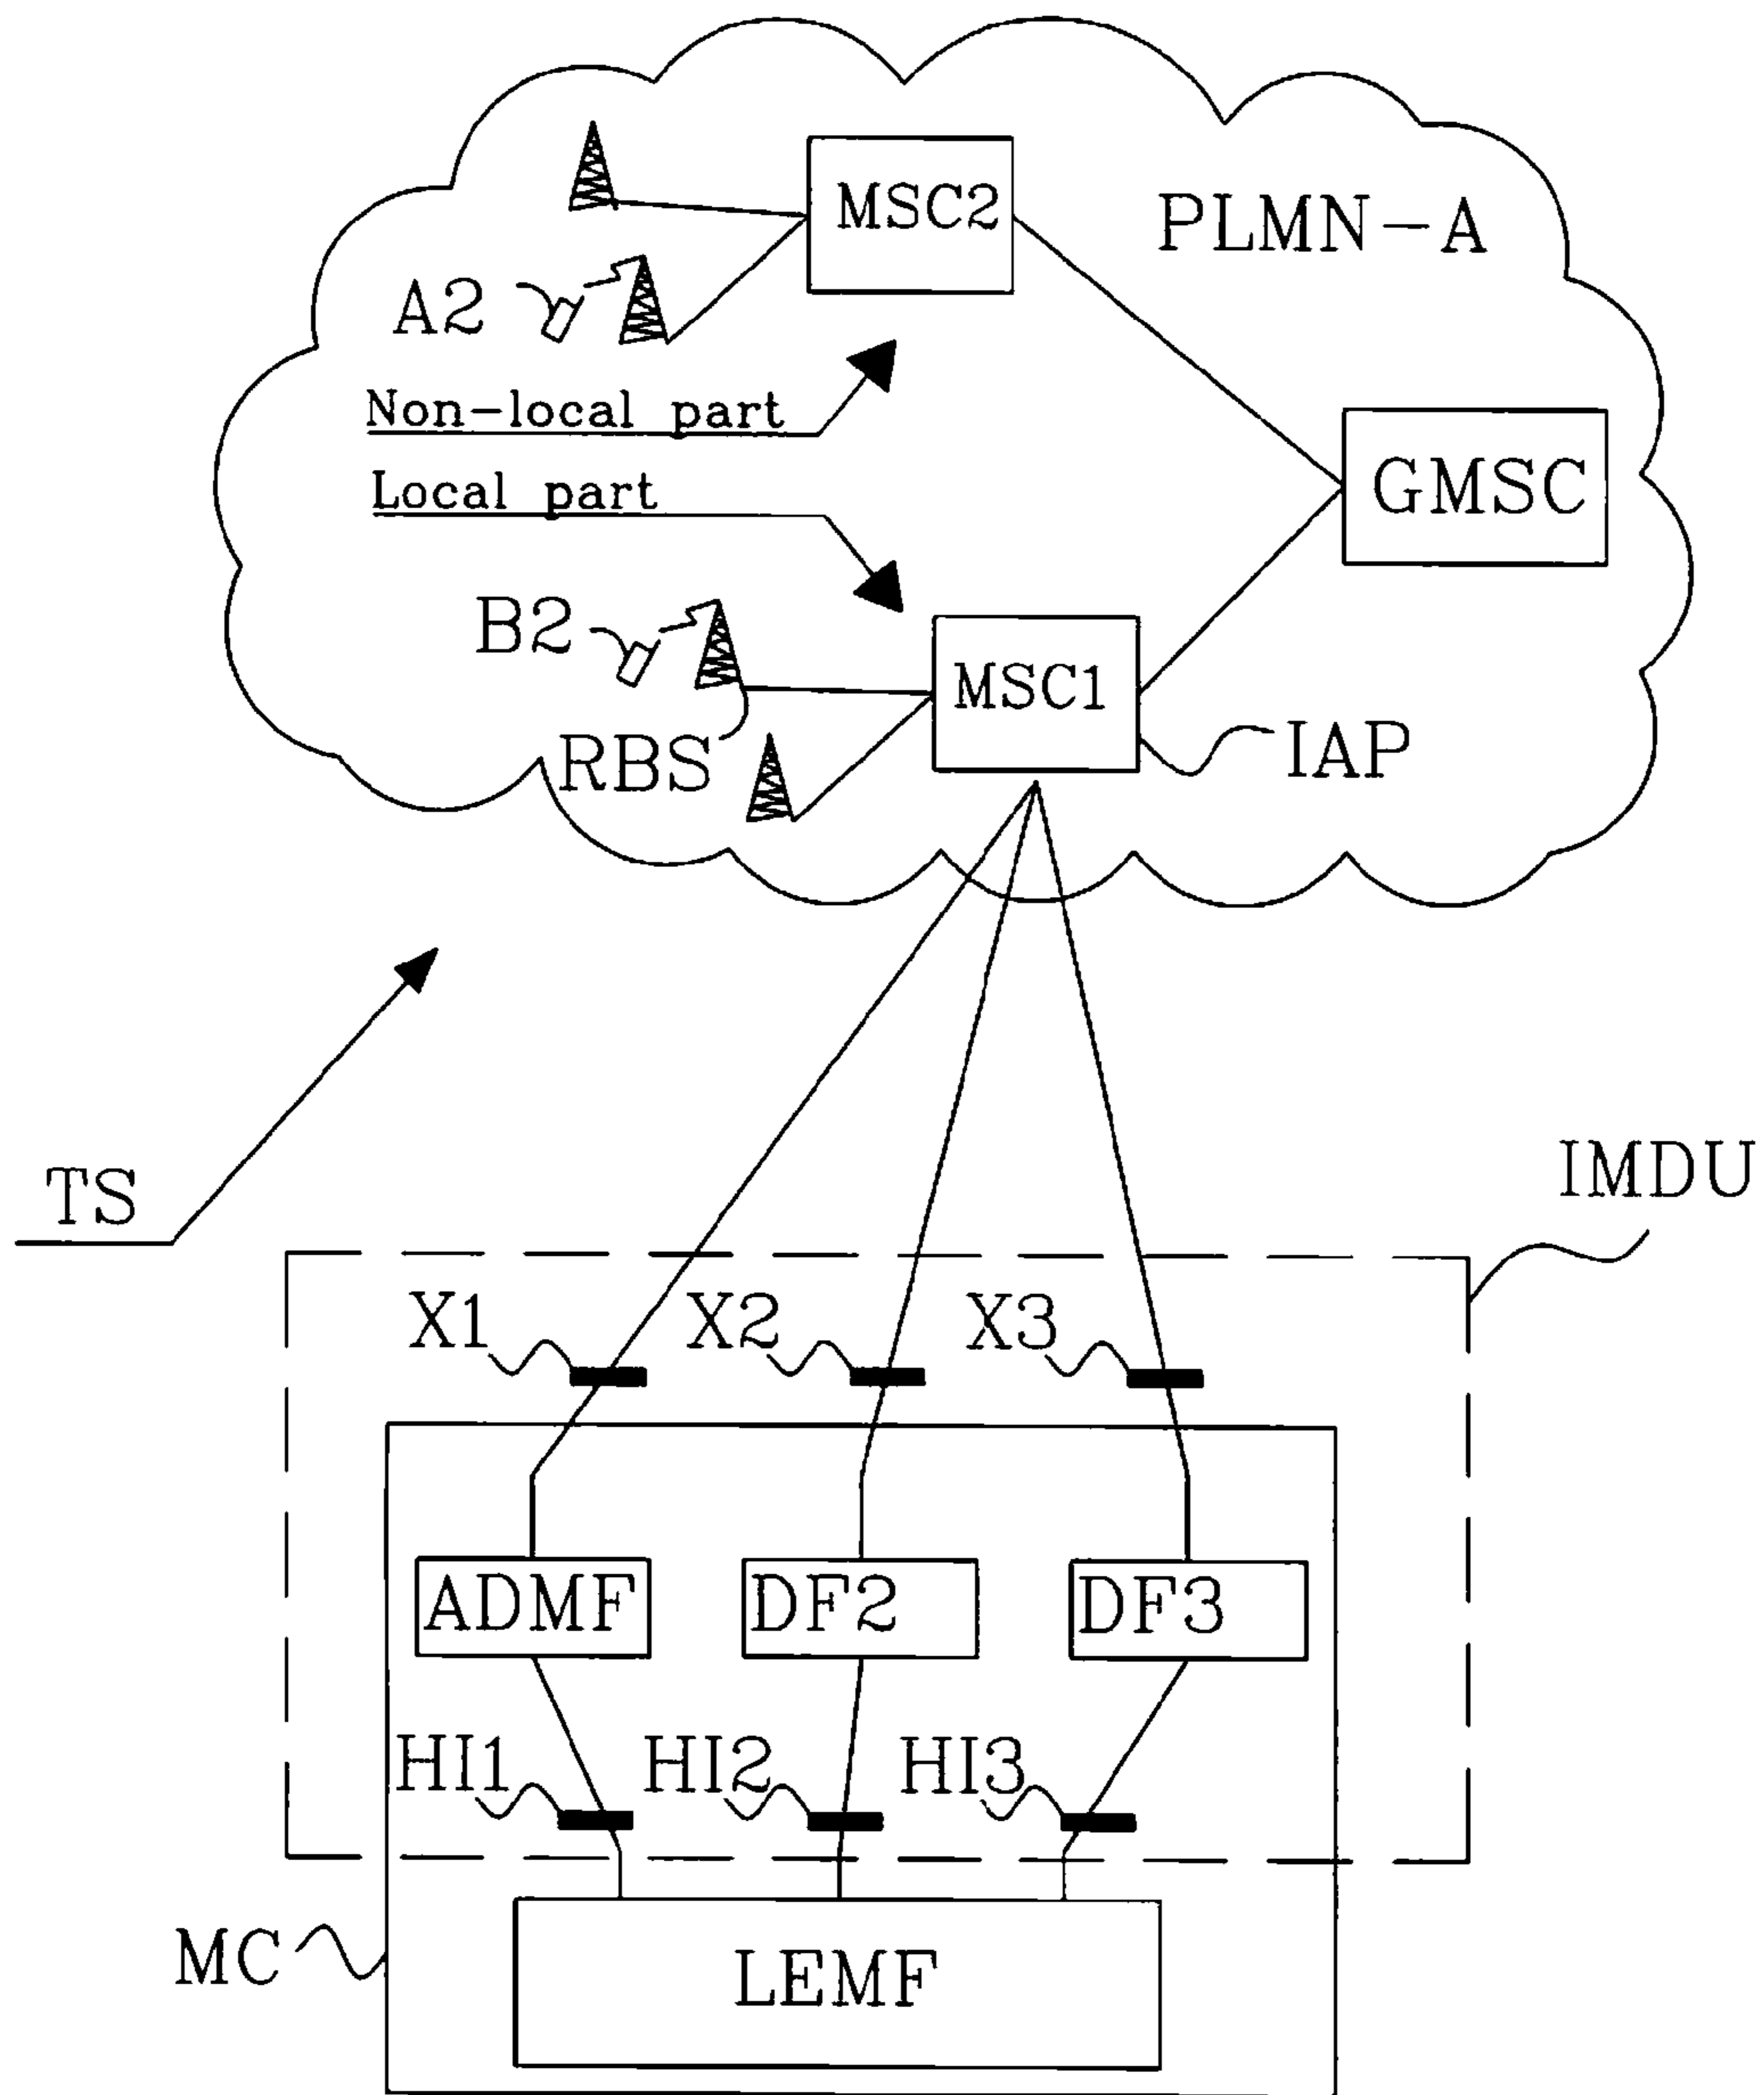 MSC2
PLMN-A
A2
Non-local part
GMSC
Local part
B2
MSC1
RBS
IAP
IMDU
TS
X1 X2 X3
ADMF DF2 DF3
HI1 HI2 HI3
MC
LEMF